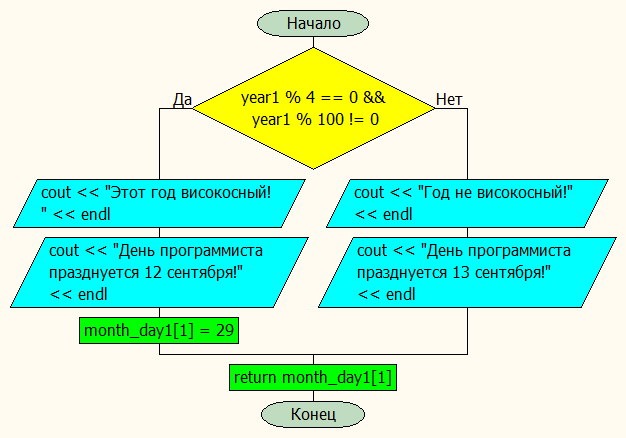 Начало
Да
year1 % 4 == 0 &&
year1 % 100 != 0
Нет
cout << "Этот год високосный!
" << endl
cout << "Год не високосный!"
<< endl
cout << "День программиста
празднуется 12 сентября!"
<< endl
cout << "День программиста
празднуется 13 сентября!"
<< endl
month_day1[1] = 29
return month_day1[1]
Конец